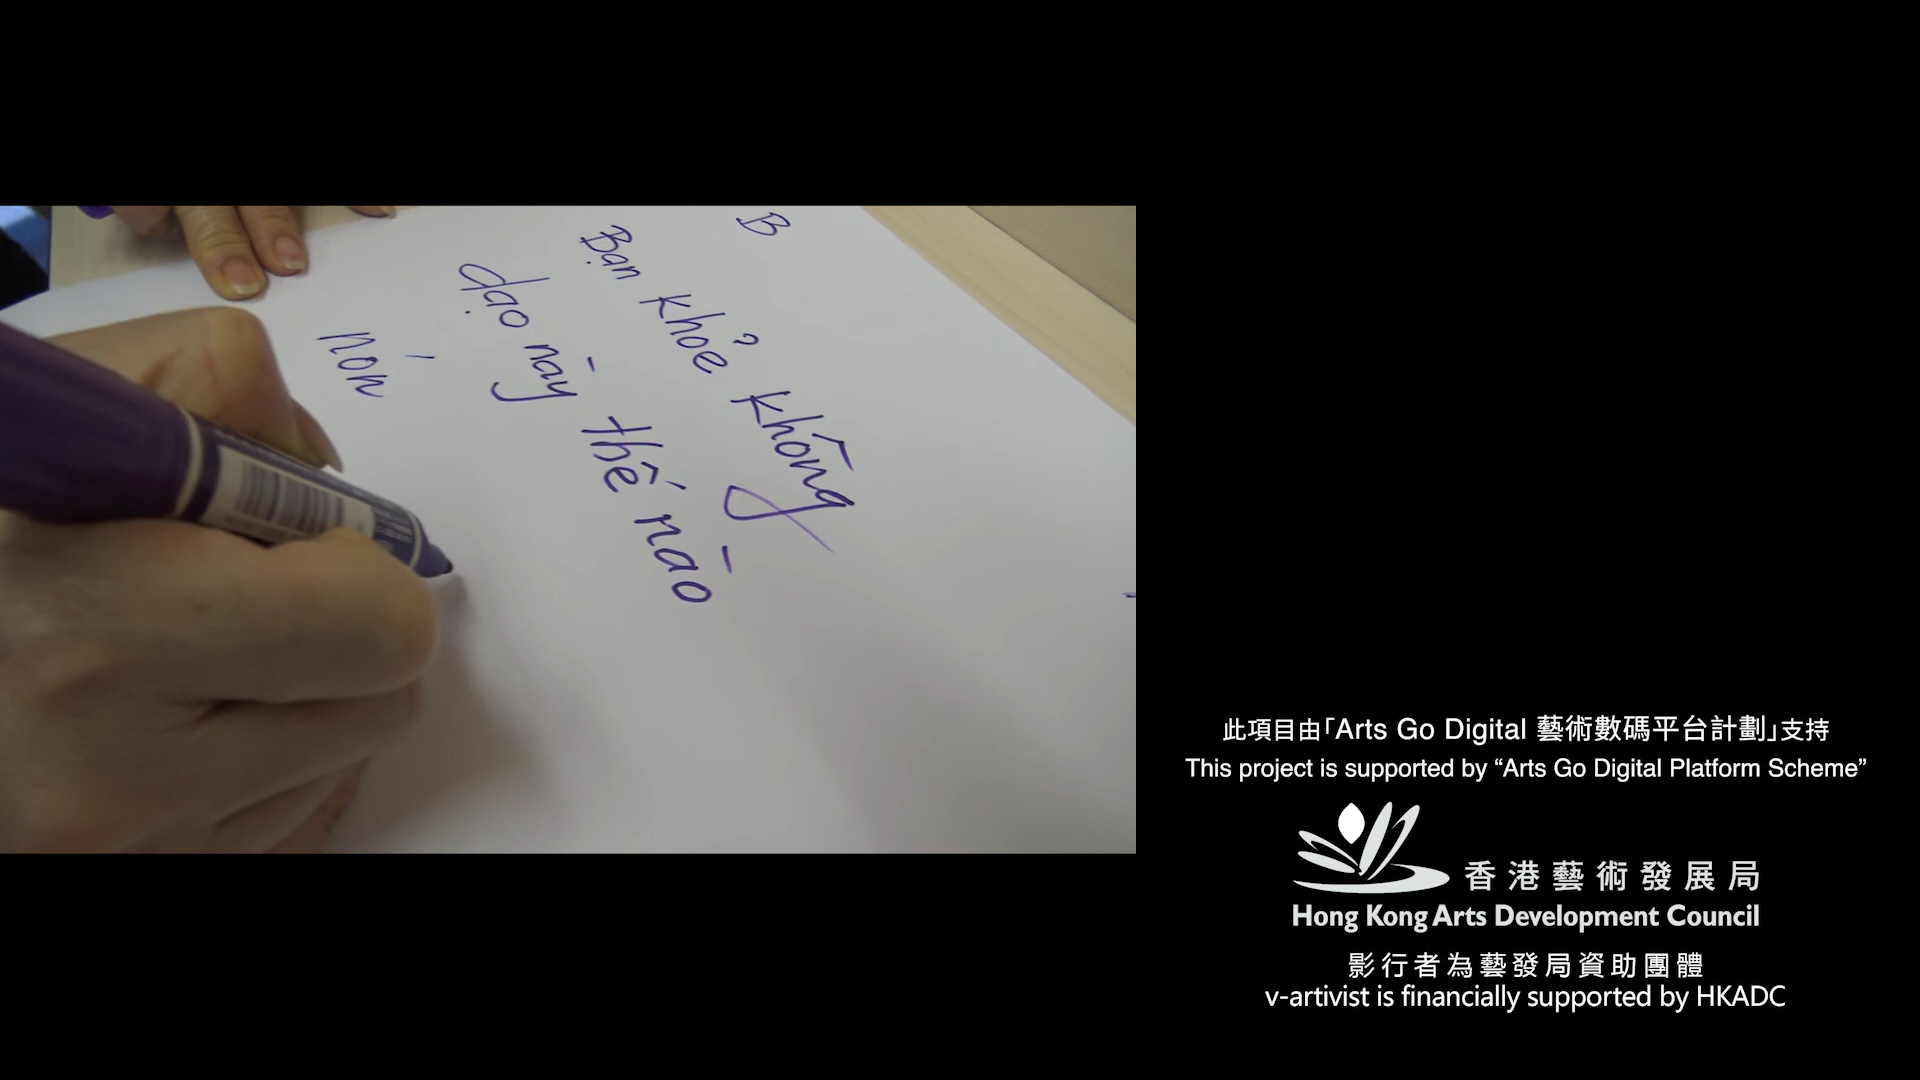 B
Bạn khỏe không
dạo này thế nào
nón
此項目由「Arts Go Digital 藝術數碼平台計劃」支持
This project is supported by “Arts Go Digital Platform Scheme”
香港藝術發展局
Hong Kong Arts Development Council
影行者為藝發局資助團體
v-artivist is financially supported by HKADC